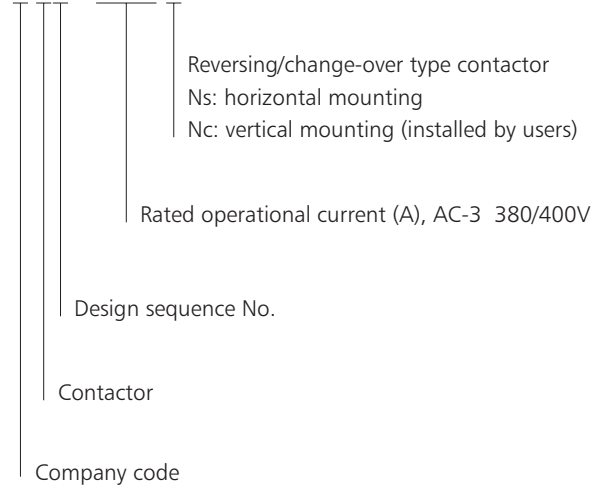 Reversing/change-over type contactor
Ns: horizontal mounting
Nc: vertical mounting (installed by users)
Rated operational current (A), AC-3 380/400V
Design sequence No.
Contactor
Company code